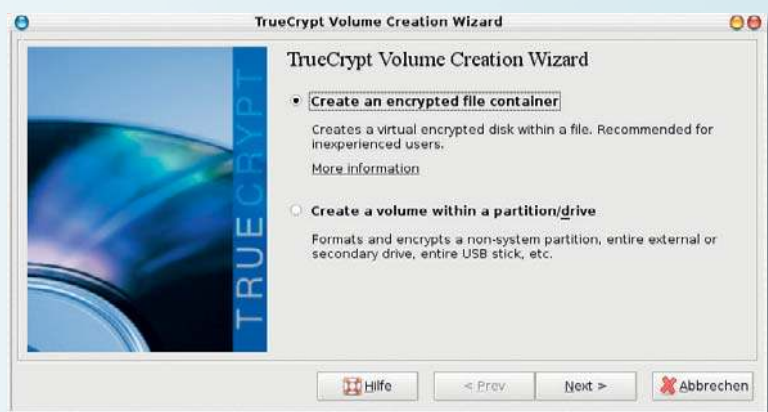 TrueCrypt Volume Creation Wizard
TRUECRYPT
TrueCrypt Volume Creation Wizard
Create an encrypted file container
Creates a virtual encrypted disk within a file. Recommended for
inexperienced users.
More information
Create a volume within a partition/drive
Formats and encrypts a non-system partition, entire external or
secondary drive, entire USB stick, etc.
Hilfe
< Prev
Next >
Abbrechen